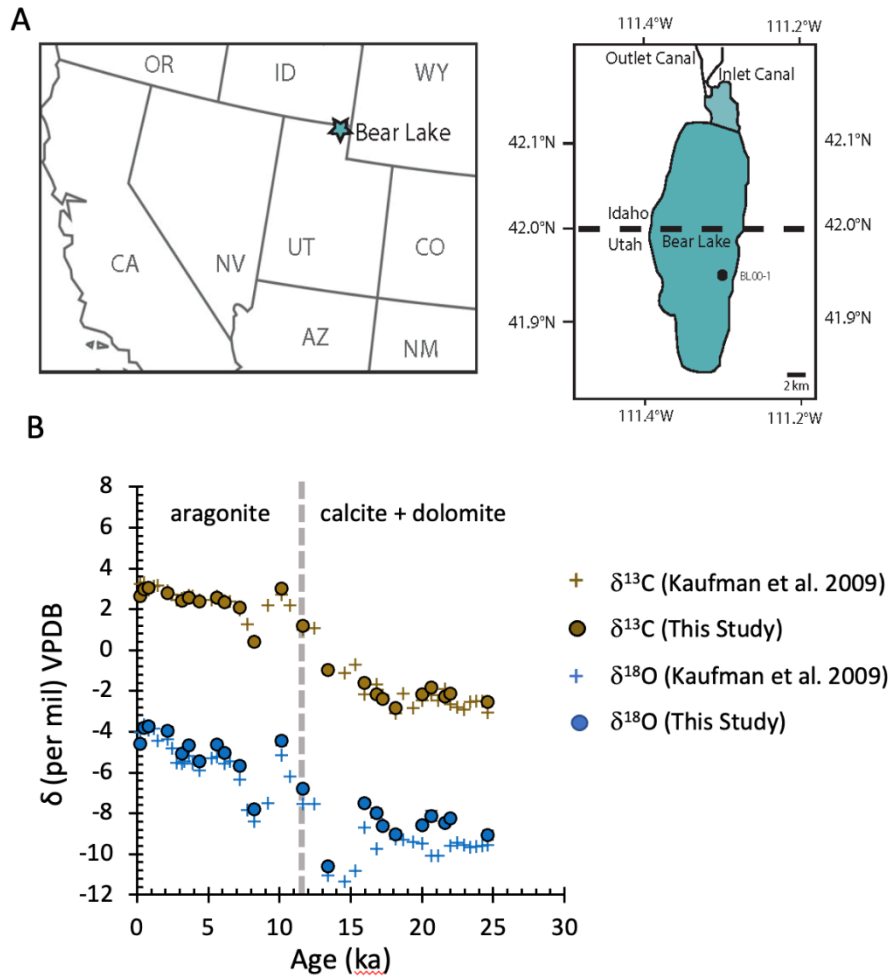 A
OR
ID
WY
Bear Lake
CA
NV
UT
CO
AZ
NM
111.4°W
111.2°W
Outlet Canal
Inlet Canal
42.1°N
42.1°N
Idaho
42.0°N
42.0°N
Utah
Bear Lake
BL00-1
41.9°N
41.9°N
2 km
111.4°W
111.2°W
B
δ (per mil) VPDB
8
6
4
2
0
-2
-4
-6
-8
-10
-12
aragonite
calcite + dolomite
0
5
10
15
20
25
30
Age (ka)
δ¹³C (Kaufman et al. 2009)
δ¹³C (This Study)
δ¹⁸O (Kaufman et al. 2009)
δ¹⁸O (This Study)